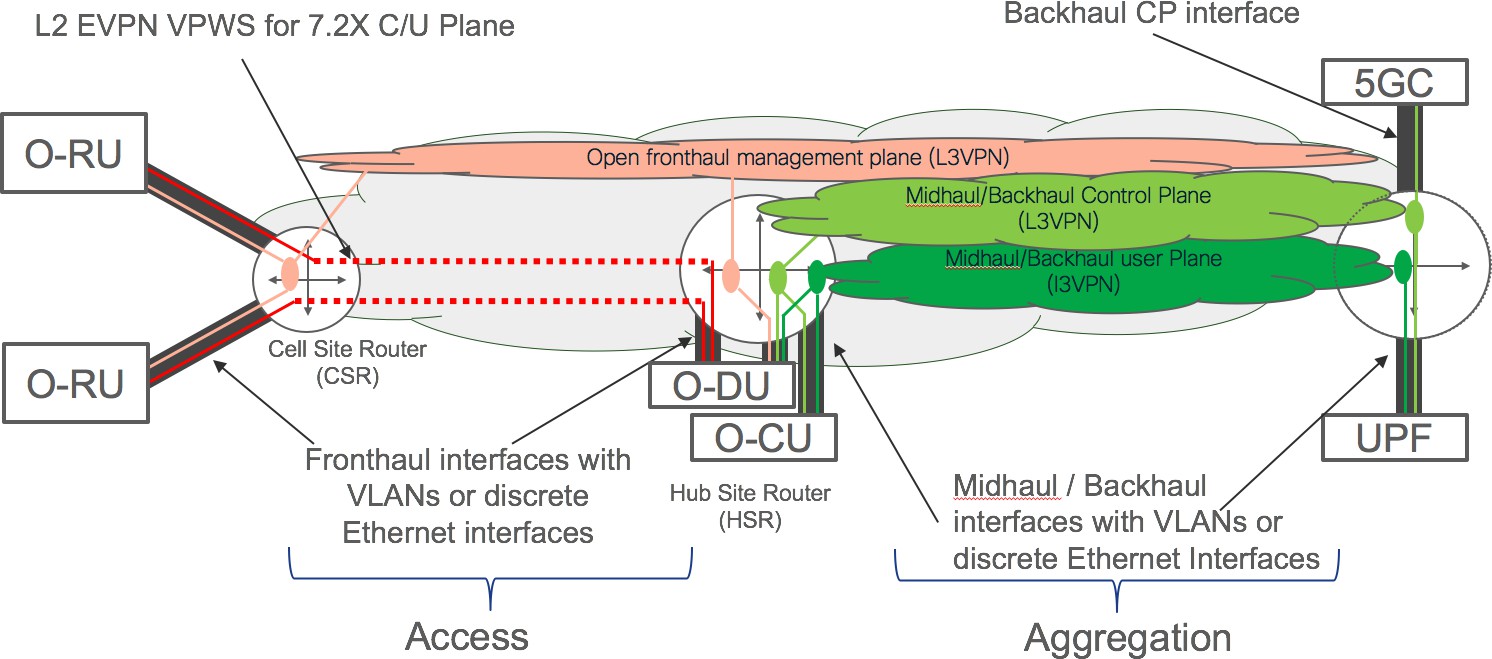 L2 EVPN VPWS for 7.2X C/U Plane
Backhaul CP interface
5GC
O-RU
Open fronthaul management plane (L3VPN)
Midhaul/Backhaul Control Plane
(L3VPN)
Midhaul/Backhaul user Plane
(l3VPN)
Cell Site Router
(CSR)
O-RU
O-DU
O-CU
UPF
Fronthaul interfaces with
VLANs or discrete
Ethernet interfaces
Hub Site Router
(HSR)
Midhaul / Backhaul
interfaces with VLANs or
discrete Ethernet Interfaces
Access
Aggregation